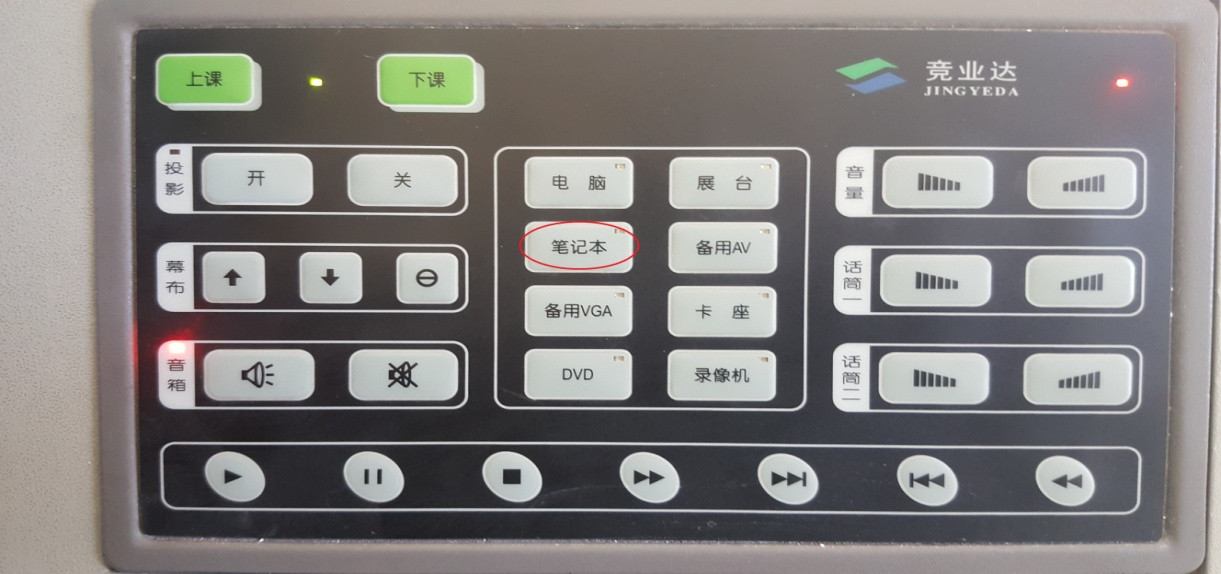 上课
下课
竞业达
JINGYEDA
投影
开
关
电脑
展台
音量
笔记本
备用AV
幕布
话筒一
备用VGA
卡座
音箱
DVD
录像机
话筒二